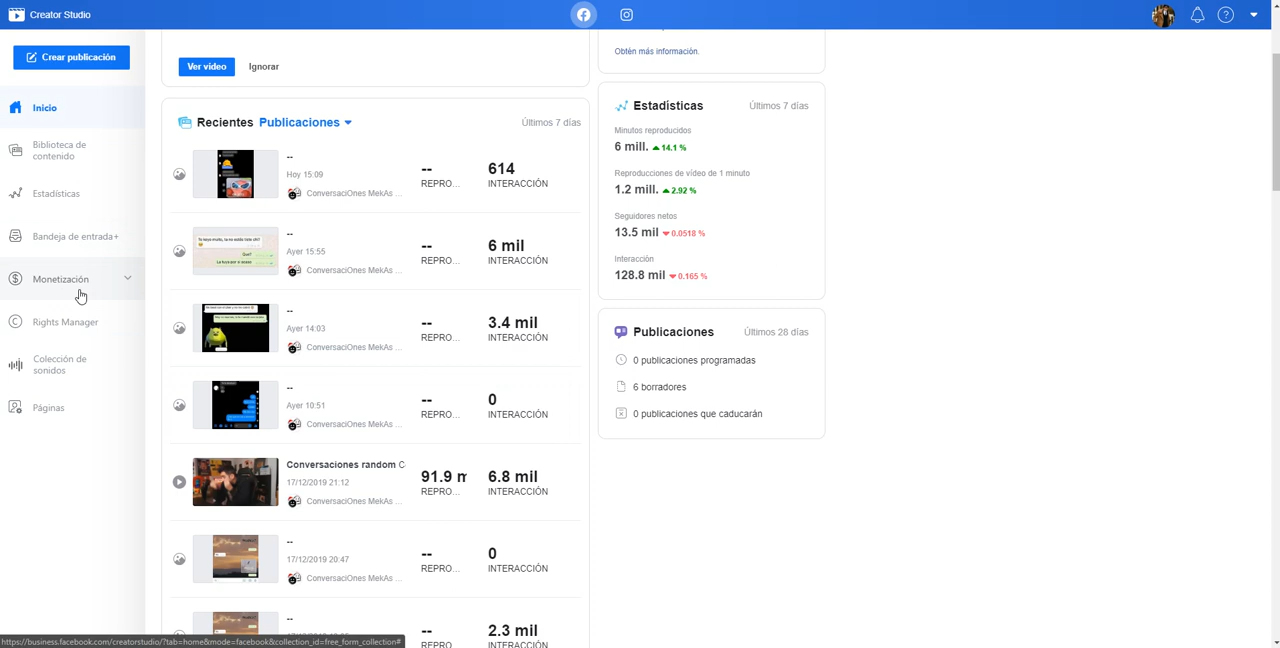 Creator Studio
Crear publicación
Inicio
Biblioteca de
contenido
Estadísticas
Bandeja de entrada+
Monetización
Rights Manager
Colección de
sonidos
Páginas
Ver vídeo
Ignorar
Recientes Publicaciones
Últimos 7 días
--
Hoy 15:09
ConversaciOnes MekAs ...
--
REPRO...
614
INTERACCIÓN
--
Ayer 15:55
ConversaciOnes MekAs ...
--
REPRO...
6 mil
INTERACCIÓN
--
Ayer 14:03
ConversaciOnes MekAs ...
--
REPRO...
3.4 mil
INTERACCIÓN
--
Ayer 10:51
ConversaciOnes MekAs ...
--
REPRO...
0
INTERACCIÓN
Conversaciones random C
17/12/2019 21:12
ConversaciOnes MekAs ...
91.9 m
REPRO...
6.8 mil
INTERACCIÓN
--
17/12/2019 20:47
ConversaciOnes MekAs ...
--
REPRO...
0
INTERACCIÓN
--
--
REPRO
2.3 mil
INTERACCIÓN
Obtén más información.
Estadísticas
Últimos 7 días
Minutos reproducidos
6 mill. 14.1 %
Reproducciones de vídeo de 1 minuto
1.2 mill. 2.92 %
Seguidores netos
13.5 mil 0.0518 %
Interacción
128.8 mil 0.165 %
Publicaciones
Últimos 28 días
0 publicaciones programadas
6 borradores
0 publicaciones que caducarán
https://business.facebook.com/creatorstudio/?tab=home&mode=facebook&collection_id=free_form_collection#